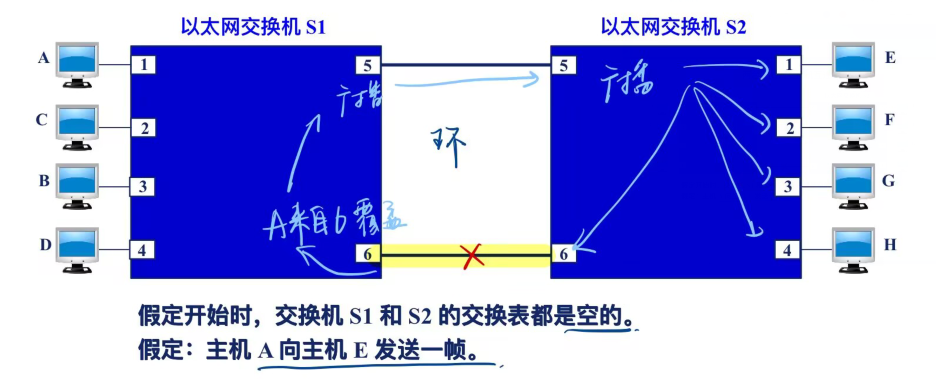 以太网交换机 S1
以太网交换机 S2
A
1
5
5
1
E
广播
广播
C
2
2
F
环
B
3
3
G
A来自6覆盖
D
4
6
6
4
H
假定开始时，交换机 S1 和 S2 的交换表都是空的。
假定：主机 A 向主机 E 发送一帧。